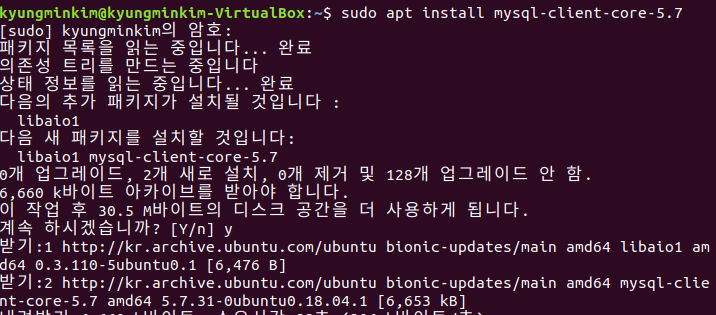 kyungminkim@kyungminkim-VirtualBox:~$ sudo apt install mysql-client-core-5.7
[sudo] kyungminkim의 암호:
패키지 목록을 읽는 중입니다... 완료
의존성 트리를 만드는 중입니다
상태 정보를 읽는 중입니다... 완료
다음의 추가 패키지가 설치될 것입니다 :
libaio1
다음 새 패키지를 설치할 것입니다:
libaio1 mysql-client-core-5.7
0개 업그레이드, 2개 새로 설치, 0개 제거 및 128개 업그레이드 안 함.
6,660 k바이트 아카이브를 받아야 합니다.
이 작업 후 30.5 M바이트의 디스크 공간을 더 사용하게 됩니다.
계속 하시겠습니까? [Y/n] y
받기:1 http://kr.archive.ubuntu.com/ubuntu bionic-updates/main amd64 libaio1 am
d64 0.3.110-5ubuntu0.1 [6,476 B]
받기:2 http://kr.archive.ubuntu.com/ubuntu bionic-updates/main amd64 mysql-clie
nt-core-5.7 amd64 5.7.31-0ubuntu0.18.04.1 [6,653 kB]